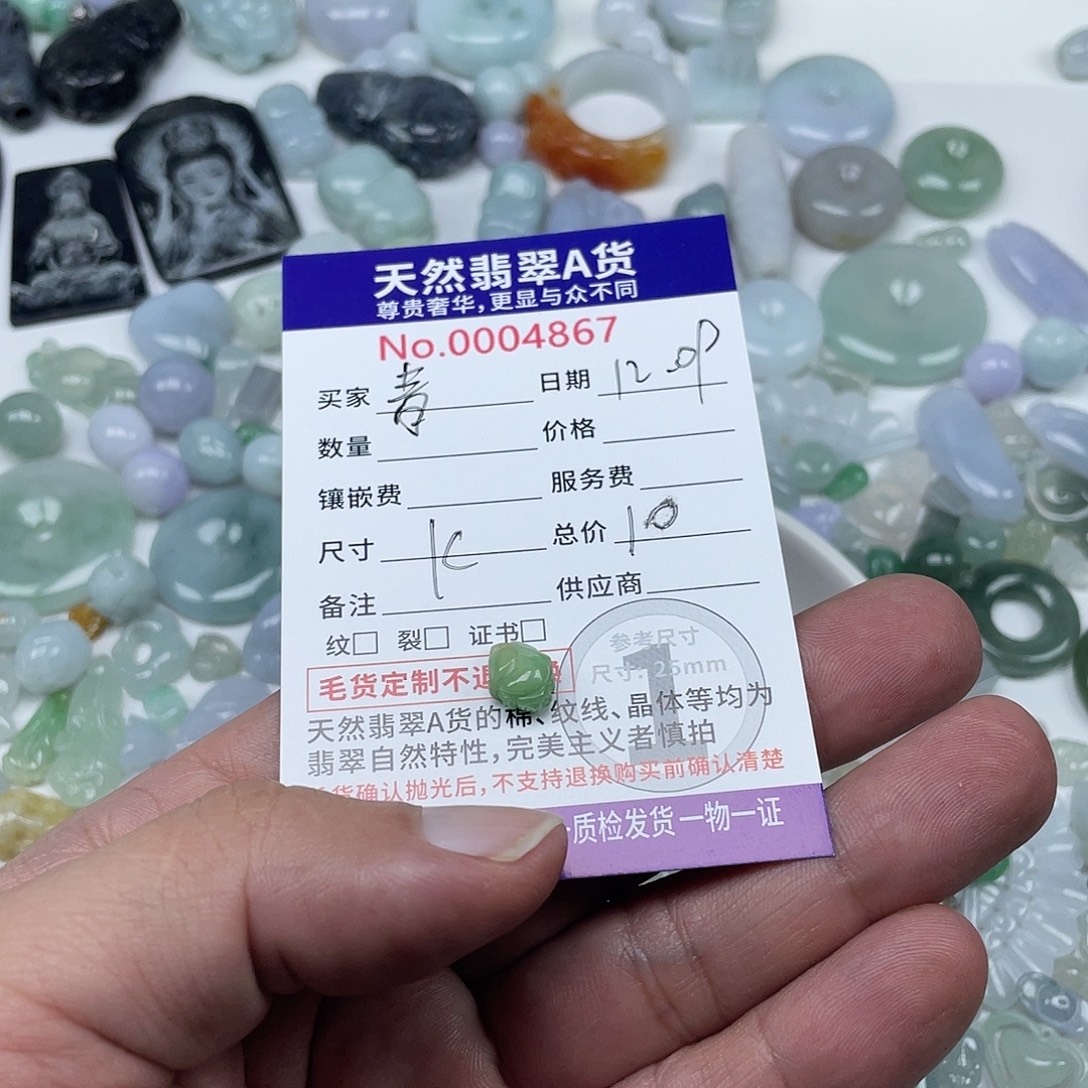 天然翡翠A货
尊贵奢华，更显与众不同
No.0004867
买家 青 日期 12.09
数量 价格
镶嵌费 服务费
尺寸 K 总价 10
备注 供应商
纹□ 裂□ 证书□
参考尺寸
尺寸：25mm
1
毛货定制不退
天然翡翠A货的棉、纹线、晶体等均为
翡翠自然特性，完美主义者慎拍
货确认抛光后，不支持退换购买前确认清楚
质检发货一物一证